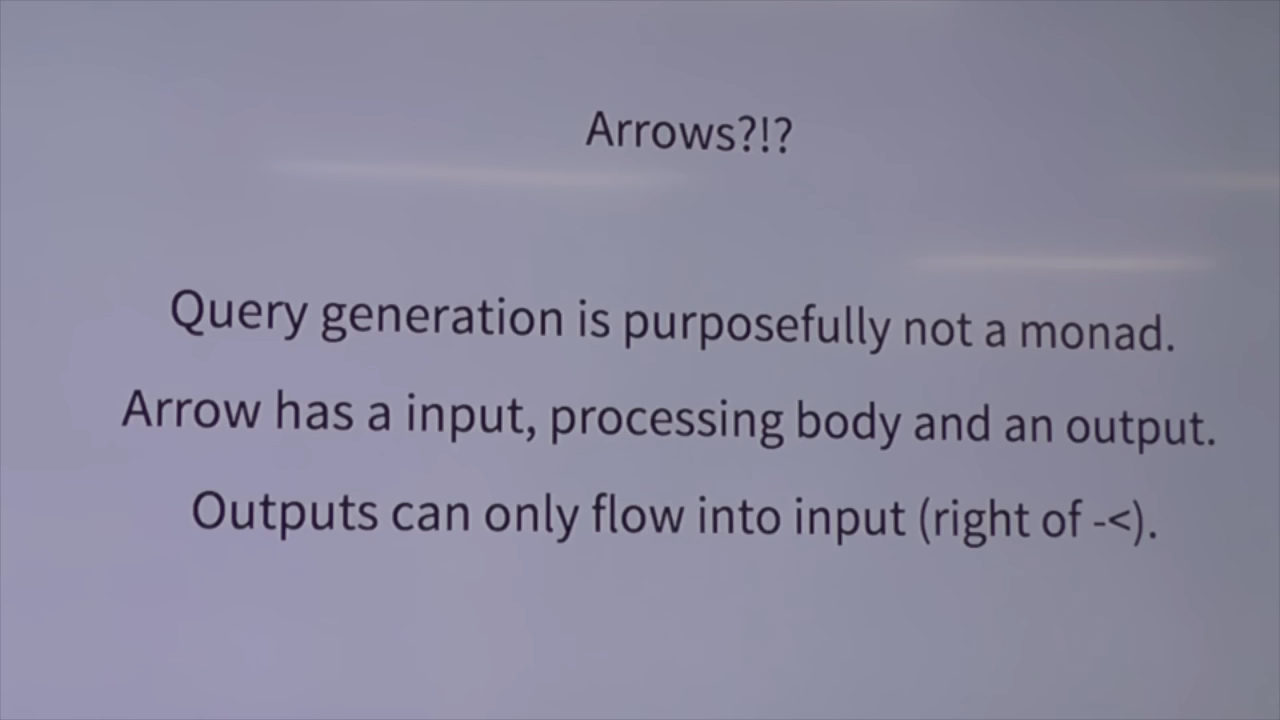 Arrows?!?
Query generation is purposefully not a monad.
Arrow has a input, processing body and an output.
Outputs can only flow into input (right of -<).